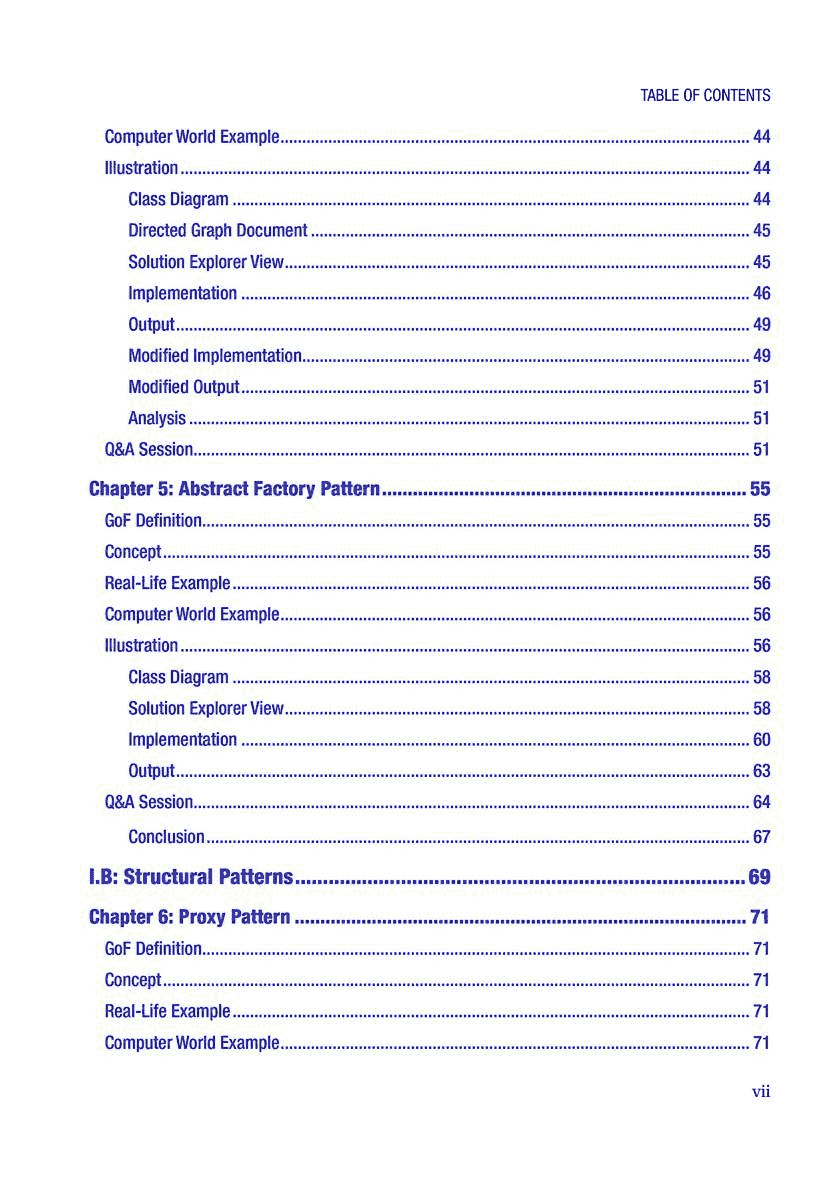 TABLE OF CONTENTS
Computer World Example.......... 44
Illustration.......... 44
Class Diagram.......... 44
Directed Graph Document.......... 45
Solution Explorer View.......... 45
Implementation.......... 46
Output.......... 49
Modified Implementation.......... 49
Modified Output.......... 51
Analysis.......... 51
Q&A Session.......... 51
Chapter 5: Abstract Factory Pattern.......... 55
GoF Definition.......... 55
Concept.......... 55
Real-Life Example.......... 56
Computer World Example.......... 56
Illustration.......... 56
Class Diagram.......... 58
Solution Explorer View.......... 58
Implementation.......... 60
Output.......... 63
Q&A Session.......... 64
Conclusion.......... 67
I.B: Structural Patterns.......... 69
Chapter 6: Proxy Pattern.......... 71
GoF Definition.......... 71
Concept.......... 71
Real-Life Example.......... 71
Computer World Example.......... 71
vii